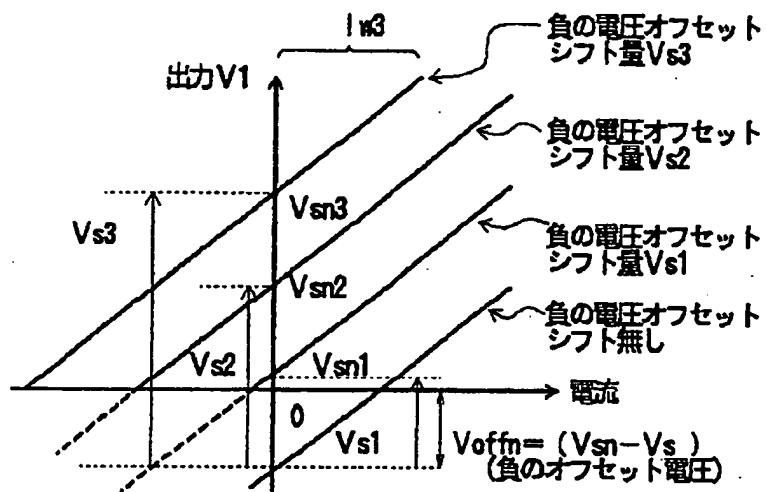 Iw3
負の電圧オフセット
シフト量Vs3
出力V1
負の電圧オフセット
シフト量Vs2
Vs3
Vsn3
負の電圧オフセット
シフト量Vs1
Vsn2
負の電圧オフセット
シフト無し
Vs2
Vsn1
電流
0
Vs1
Voffn=(Vsn-Vs )
(負のオフセット電圧)